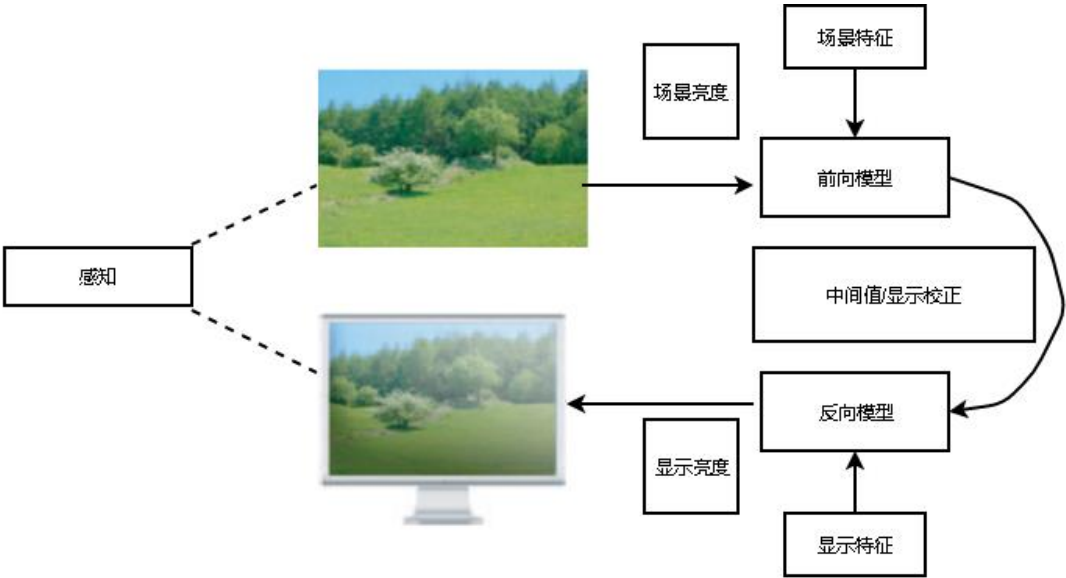 场景特征
场景亮度
前向模型
感知
中间值/显示校正
反向模型
显示亮度
显示特征